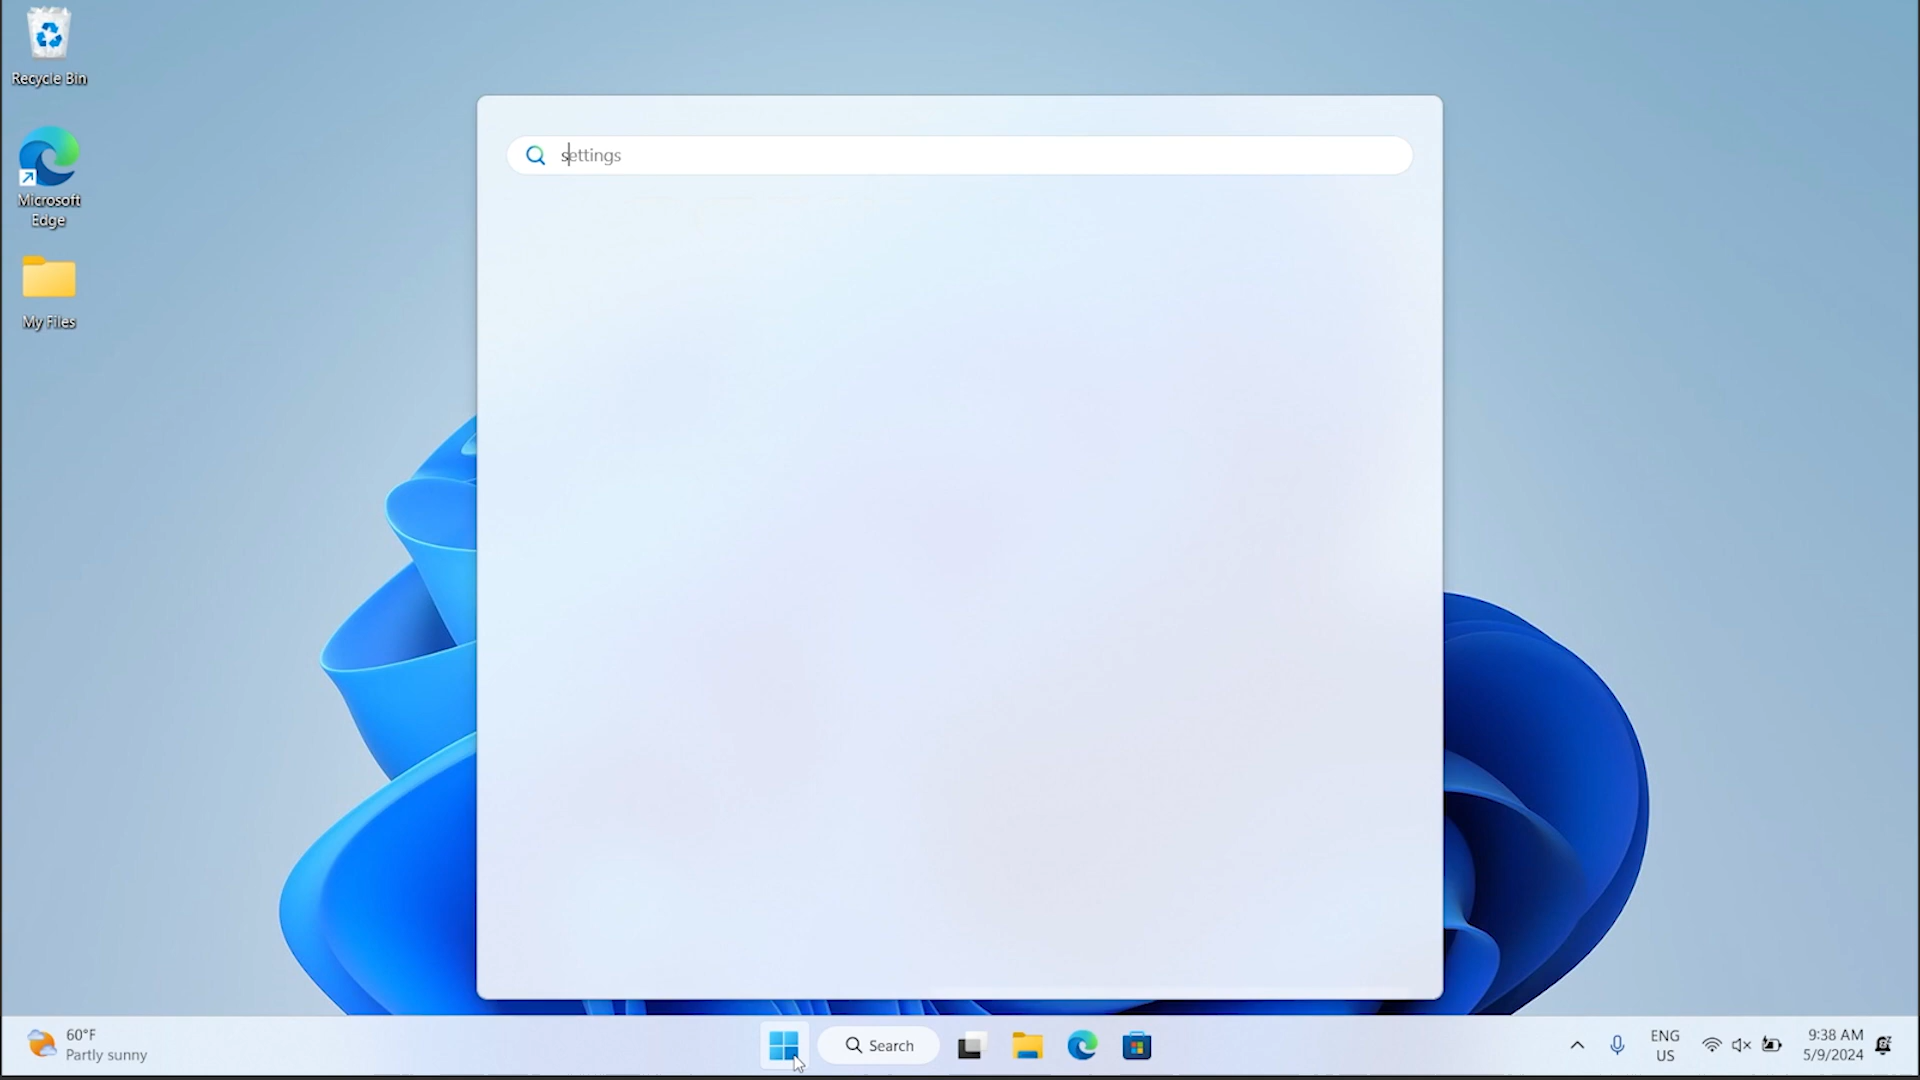 Recycle Bin
Microsoft
Edge
My Files
settings
60°F
Partly sunny
Search
ENG
US
9:38 AM
5/9/2024